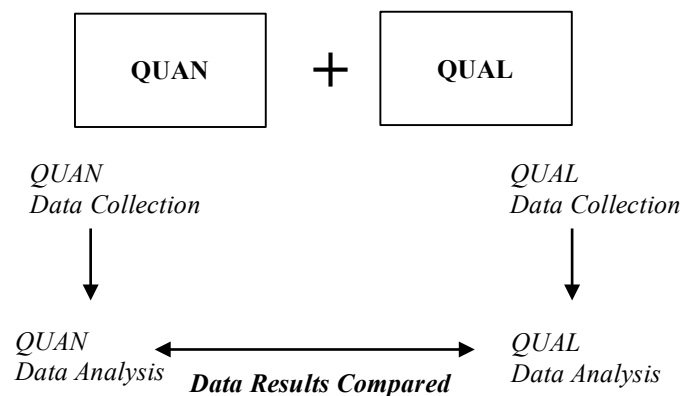 QUAN + QUAL
QUAN
Data Collection
QUAL
Data Collection
QUAN
Data Analysis
QUAL
Data Analysis
Data Results Compared